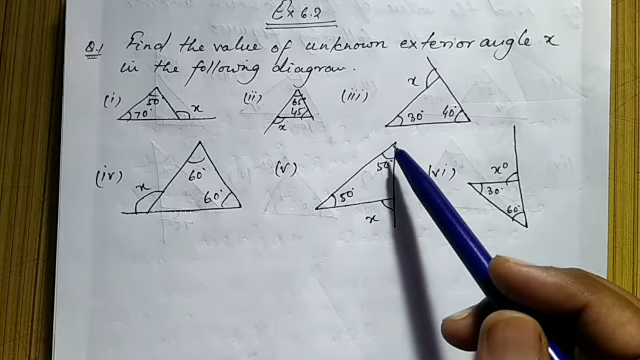 Ex 6.2
Q.1 Find the value of unknown exterior angle x
in the following diagram.
(i) 50° 70° x (ii) 65° 45° x (iii) x 30° 40°
(iv) x 60° 60° (v) 50° 50° x (vi) x° 30° 60°